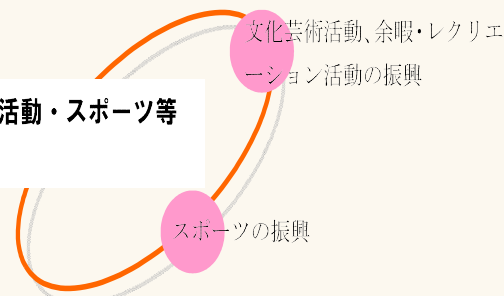 文化芸術活動、余暇・レクリエ
ーション活動の振興
活動・スポーツ等
スポーツの振興